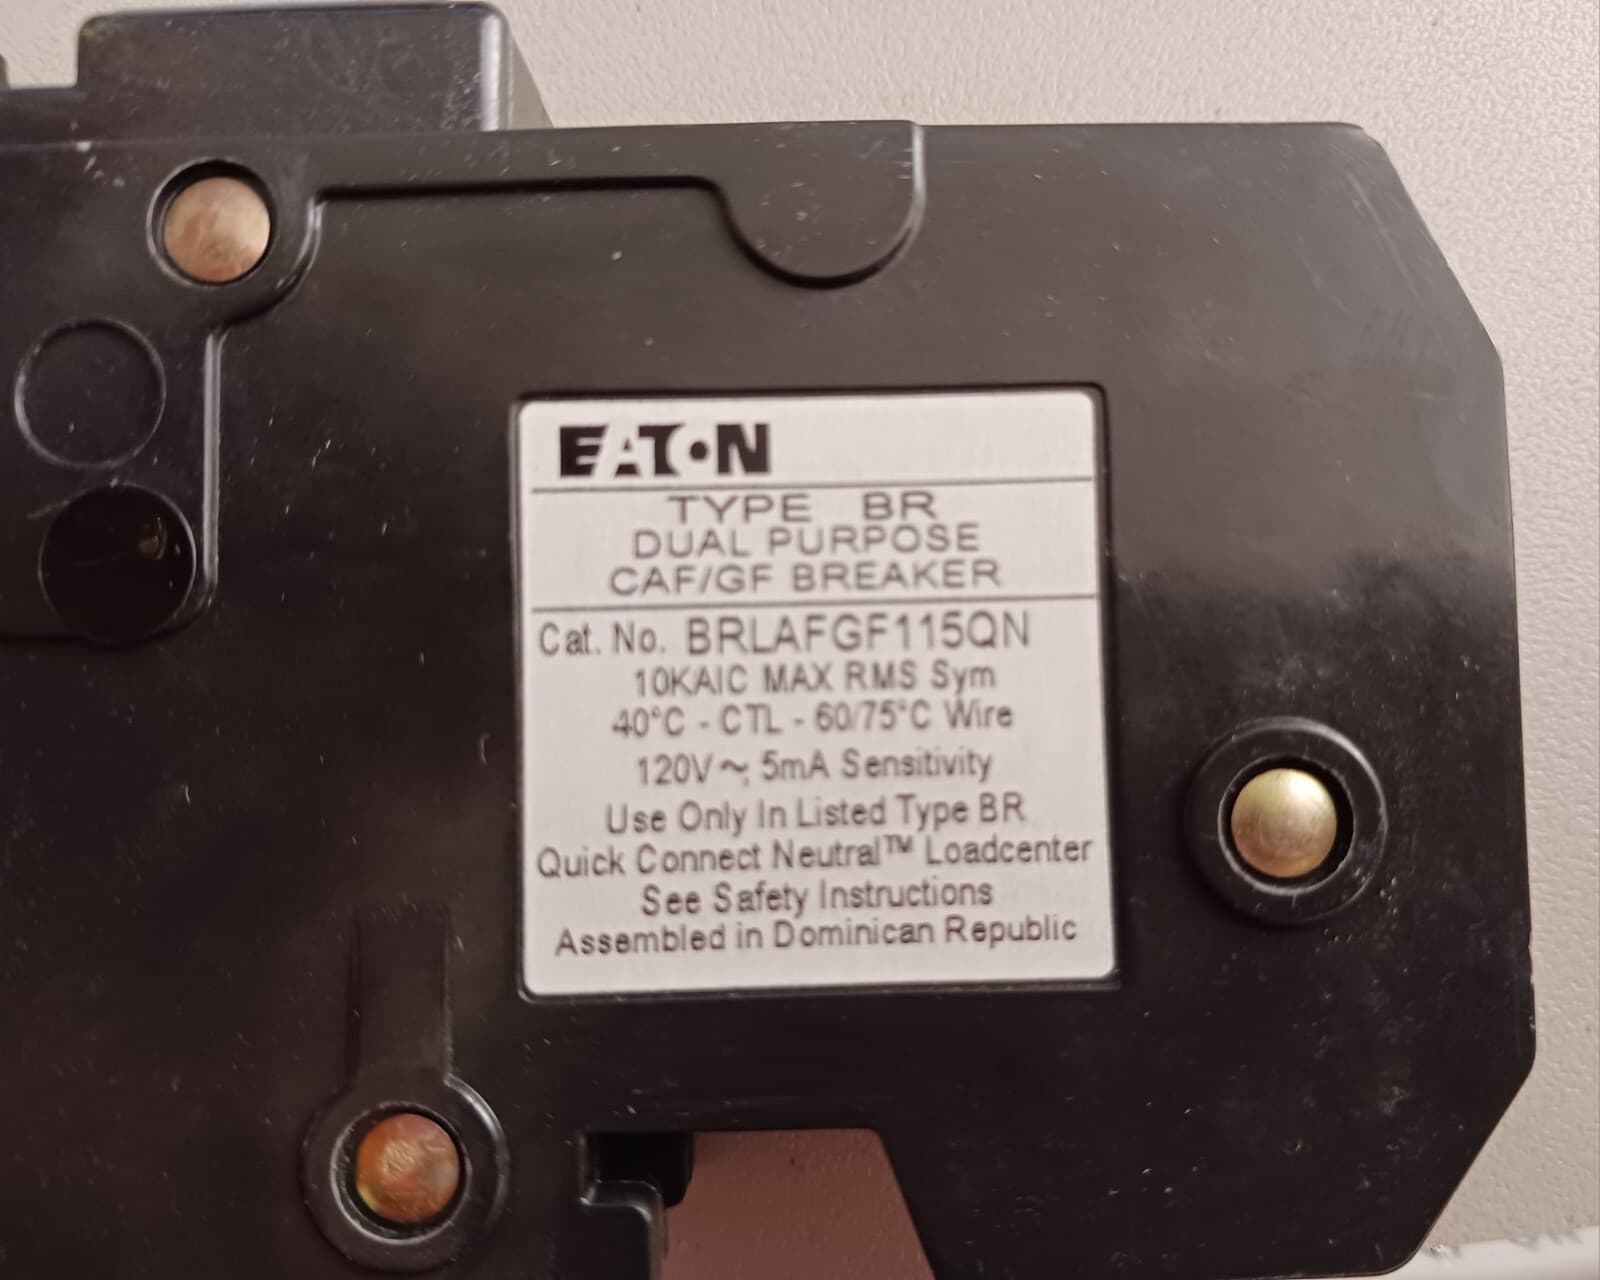 EATON
TYPE BR
DUAL PURPOSE
CAF/GF BREAKER
Cat. No. BRLAFGF115QN
10KAIC MAX RMS Sym
40°C - CTL - 60/75°C Wire
120V~; 5mA Sensitivity
Use Only In Listed Type BR
Quick Connect Neutral™ Loadcenter
See Safety Instructions
Assembled in Dominican Republic